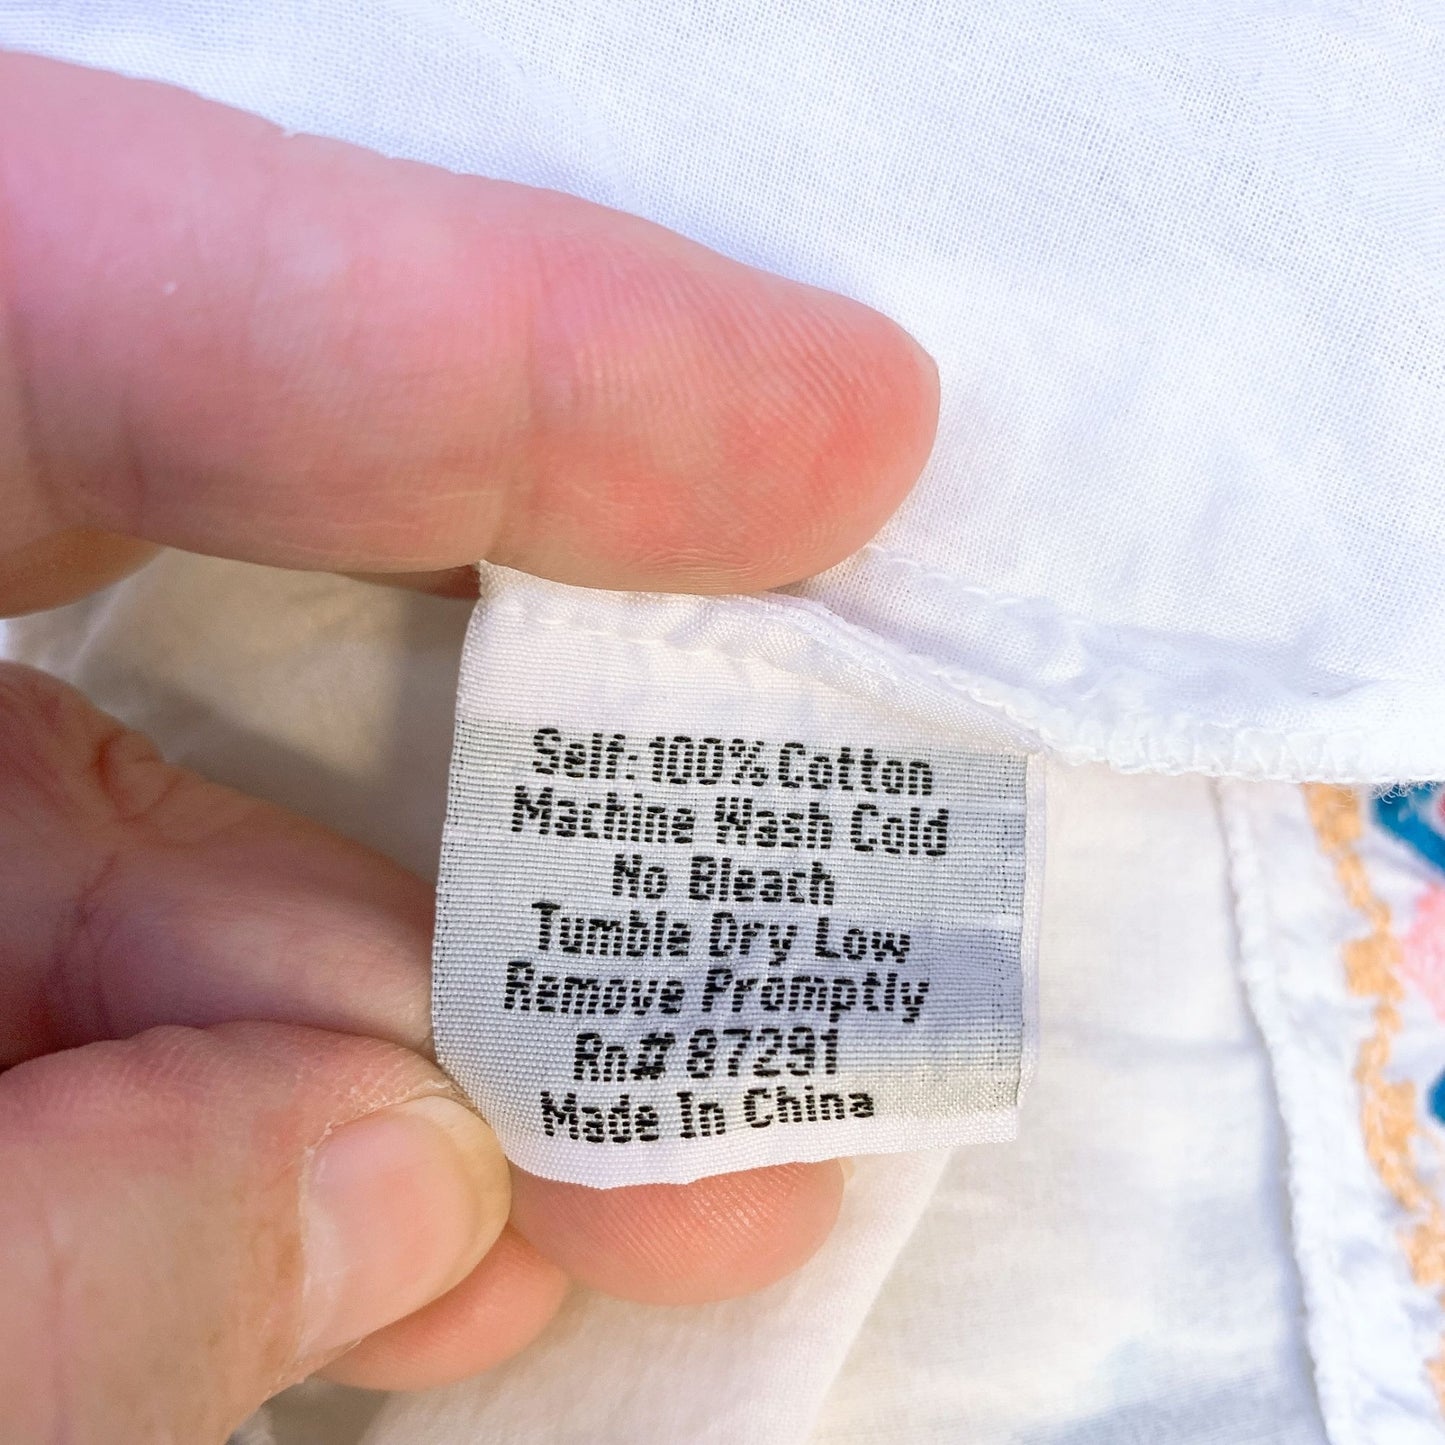 Self:100% Cotton
Machine Wash Cold
No Bleach
Tumble Dry Low
Remove Promptly
Rn# 87291
Made In China